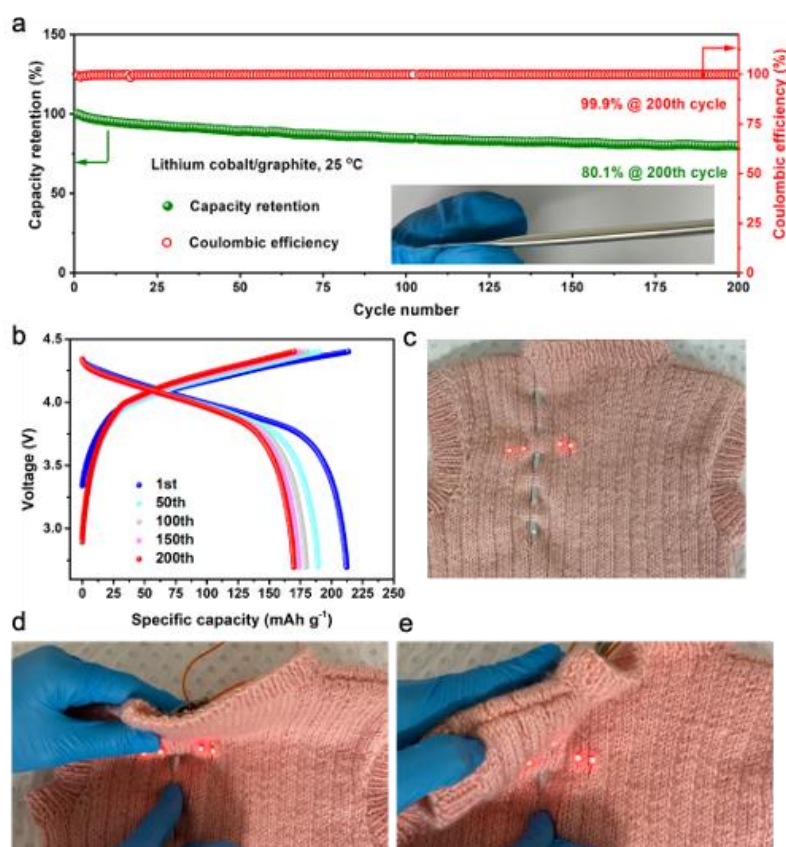 a
Capacity retention (%)
150
100
50
0
Lithium cobalt/graphite, 25 °C
Capacity retention
Coulombic efficiency
99.9% @ 200th cycle
80.1% @ 200th cycle
Coulombic efficiency (%)
100
75
50
25
0
0 25 50 75 100 125 150 175 200
Cycle number
b
Voltage (V)
4.5
4.0
3.5
3.0
1st
50th
100th
150th
200th
0 25 50 75 100 125 150 175 200 225 250
Specific capacity (mAh g⁻¹)
c
d
e